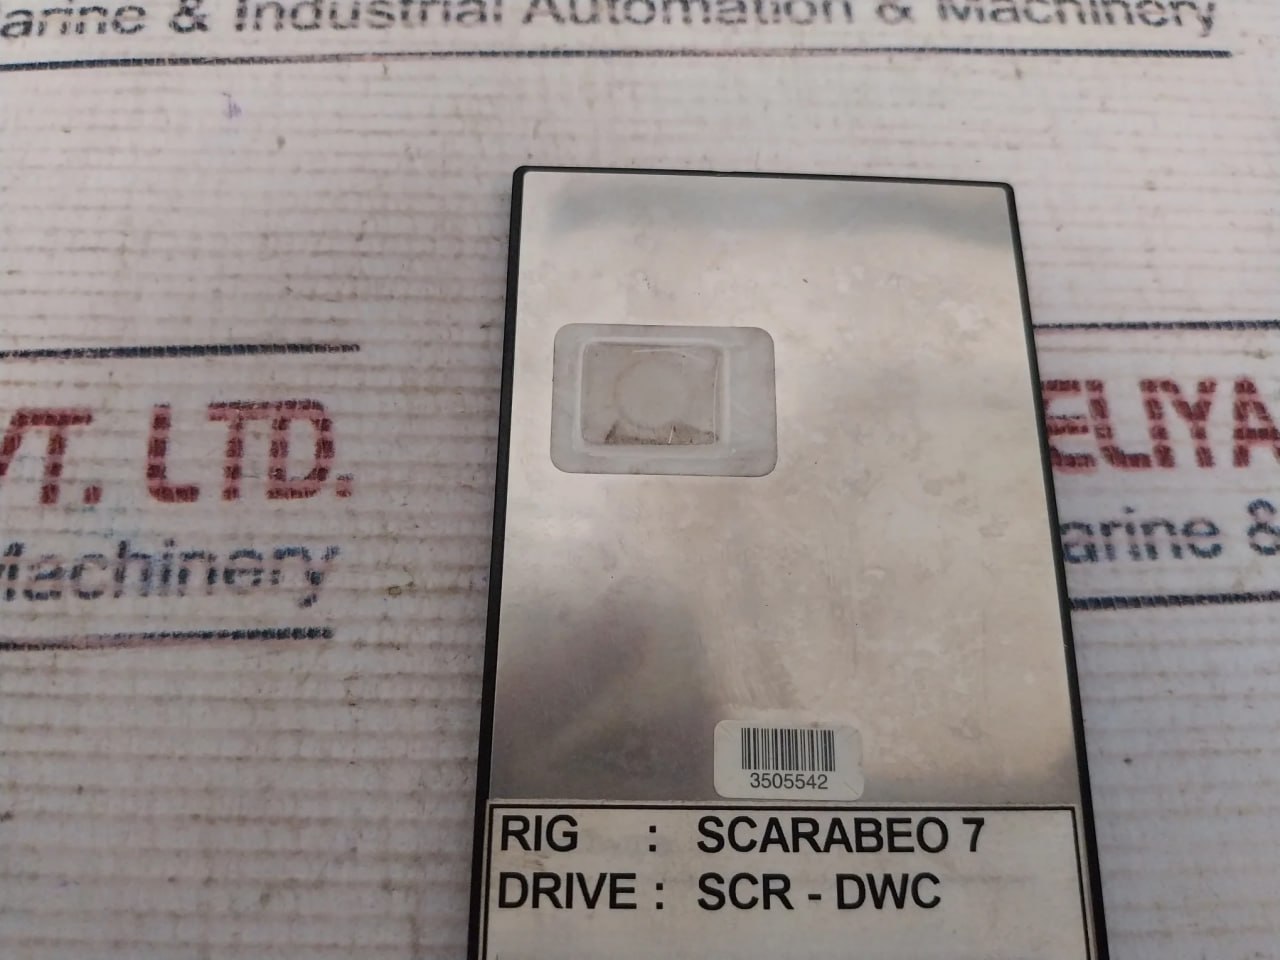 arine & Industrial Automation & Machinery
VT. LTD.
Machinery
ELIYA
arine &
3505542
RIG : SCARABEO 7
DRIVE : SCR - DWC